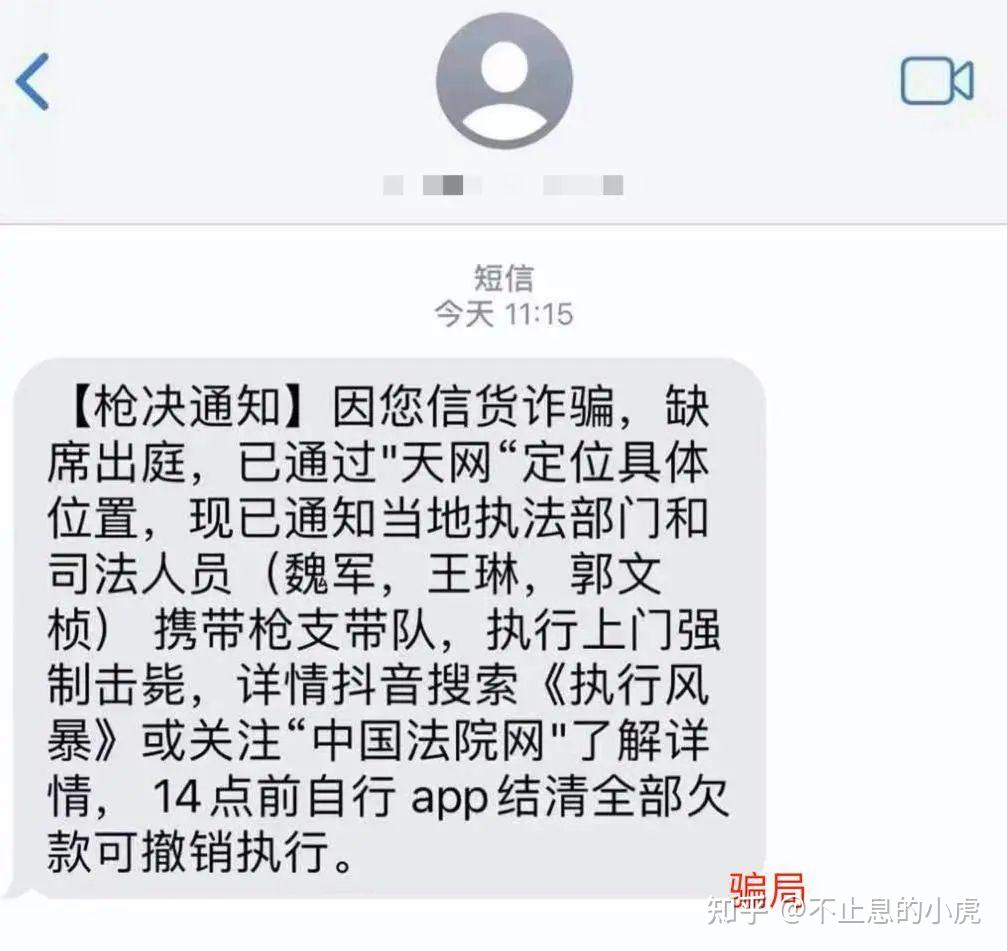 短信
今天 11:15
【枪决通知】因您信货诈骗，缺
席出庭，已通过"天网“定位具体
位置，现已通知当地执法部门和
司法人员（魏军，王琳，郭文
桢） 携带枪支带队，执行上门强
制击毙，详情抖音搜索《执行风
暴》或关注“中国法院网"了解详
情， 14点前自行 app结清全部欠
款可撤销执行。
骗局
知乎 @不止息的小虎